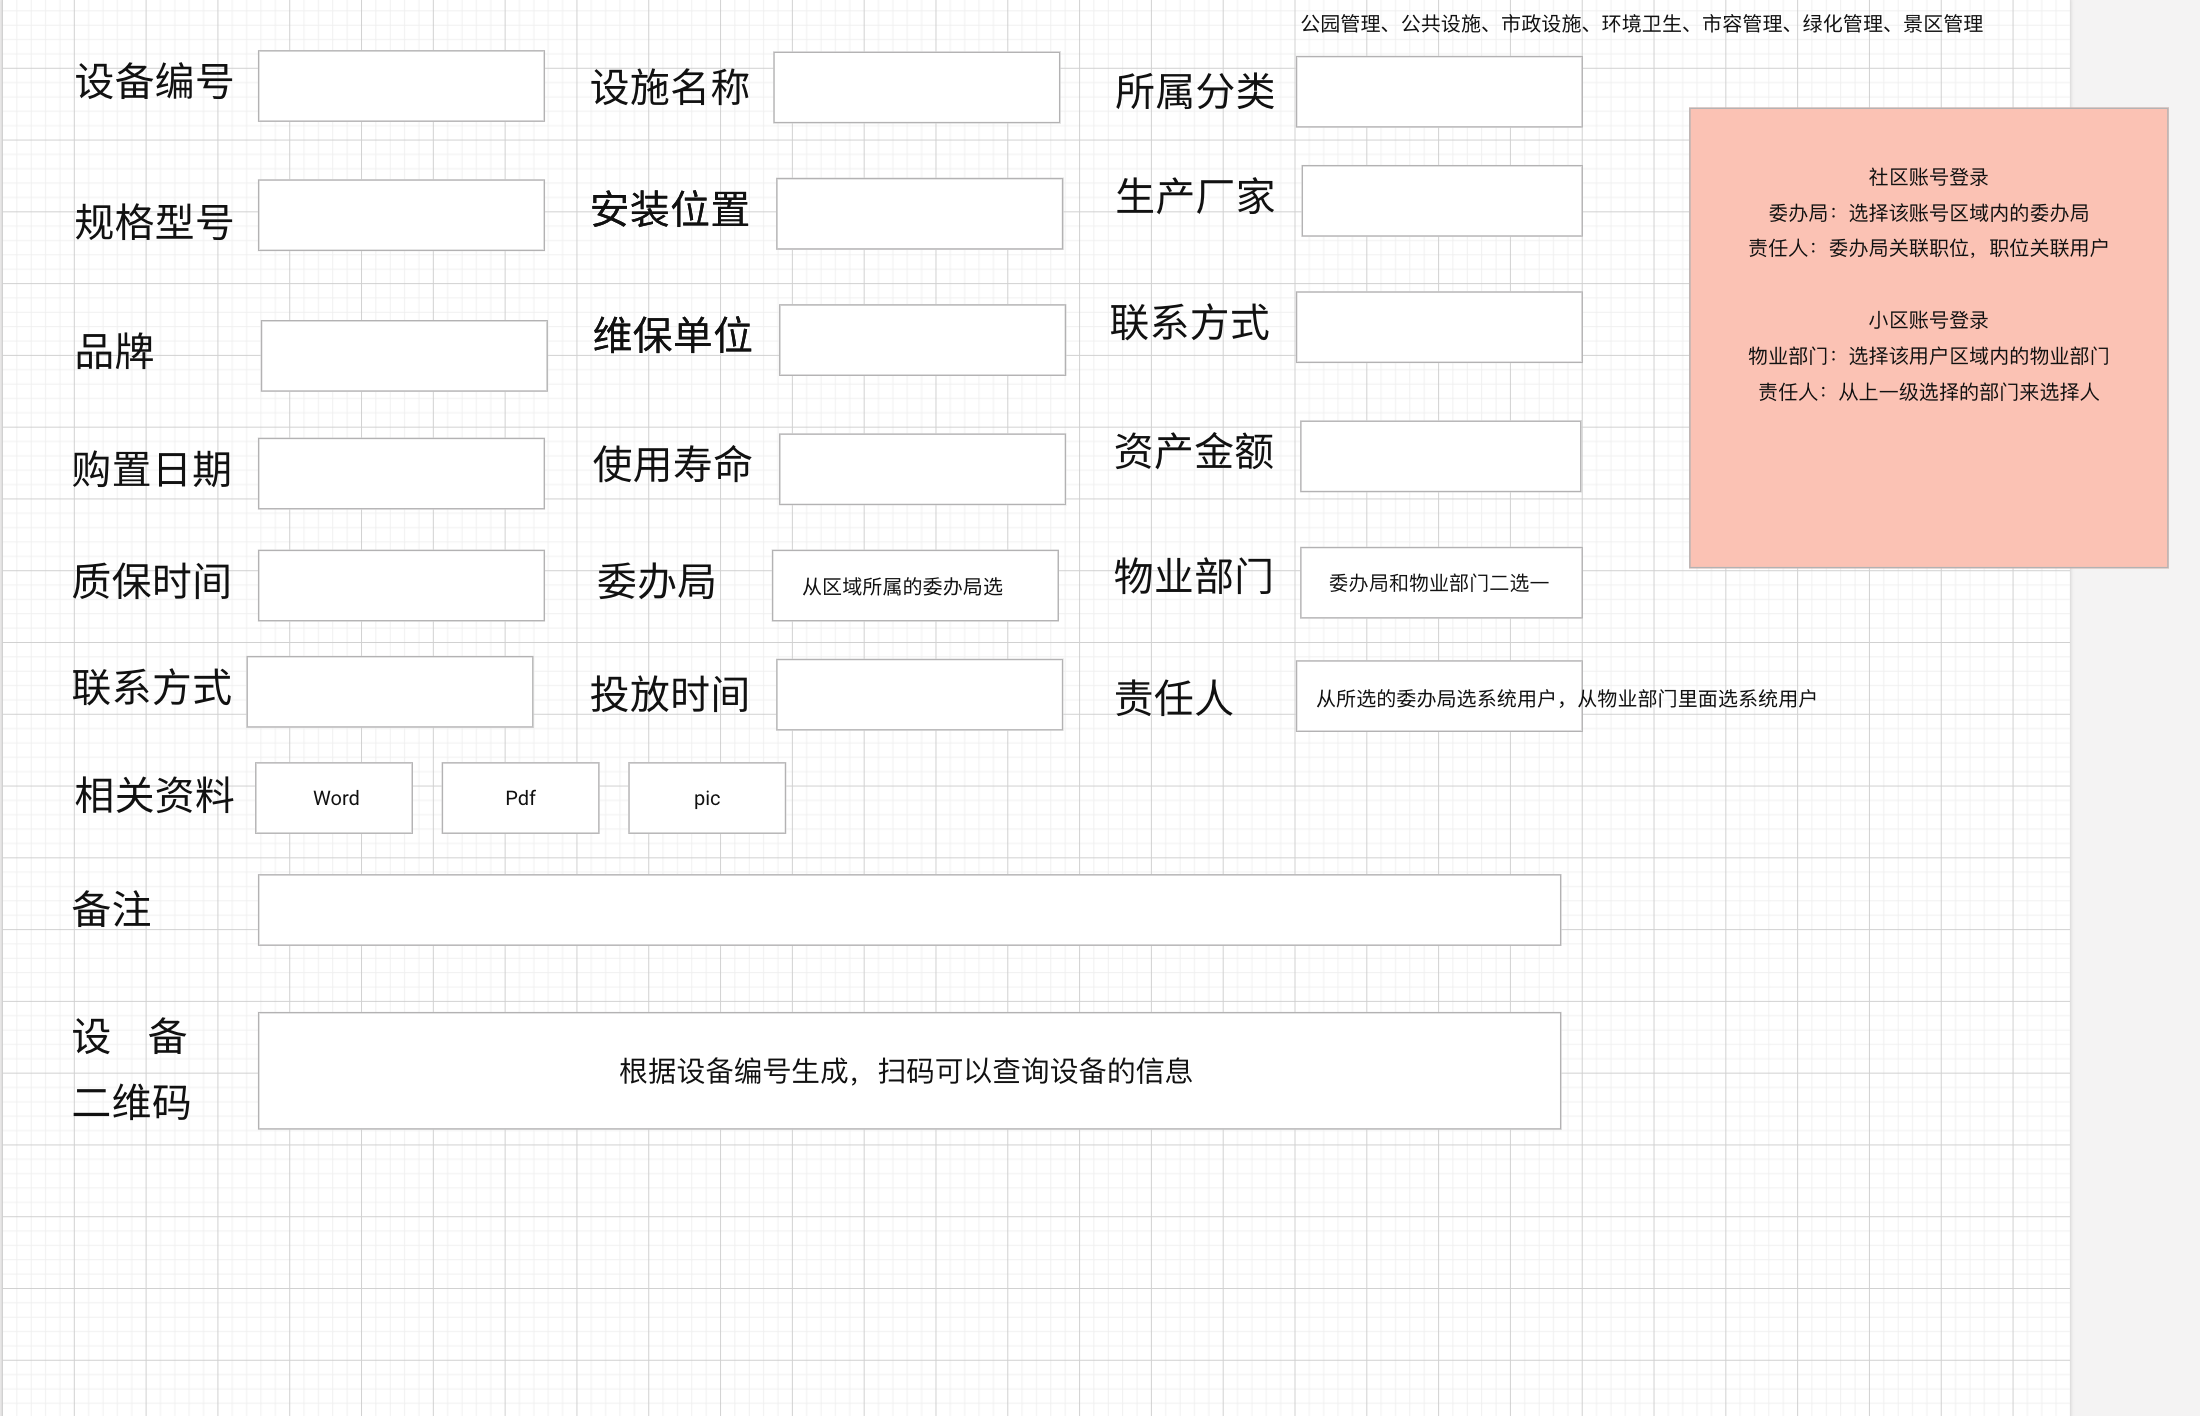 公园管理、公共设施、市政设施、环境卫生、市容管理、绿化管理、景区管理
设备编号
设施名称
所属分类
规格型号
安装位置
生产厂家
品牌
维保单位
联系方式
购置日期
使用寿命
资产金额
质保时间
委办局
从区域所属的委办局选
物业部门
委办局和物业部门二选一
联系方式
投放时间
责任人
从所选的委办局选系统用户，从物业部门里面选系统用户
相关资料
Word
Pdf
pic
备注
设 备
二维码
根据设备编号生成，扫码可以查询设备的信息
社区账号登录
委办局：选择该账号区域内的委办局
责任人：委办局关联职位，职位关联用户
小区账号登录
物业部门：选择该用户区域内的物业部门
责任人：从上一级选择的部门来选择人